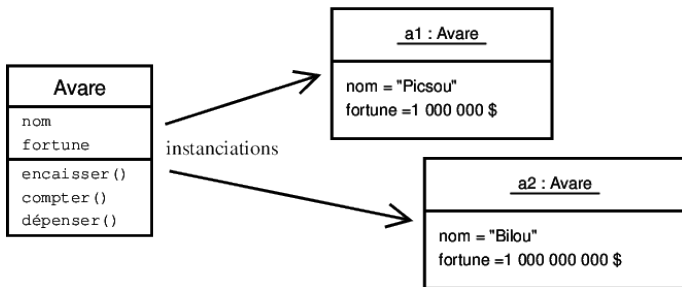 Avare
nom
fortune
encaisser()
compter()
dépenser()
instanciations
a1 : Avare
nom = "Picsou"
fortune =1 000 000 $
a2 : Avare
nom = "Bilou"
fortune =1 000 000 000 $